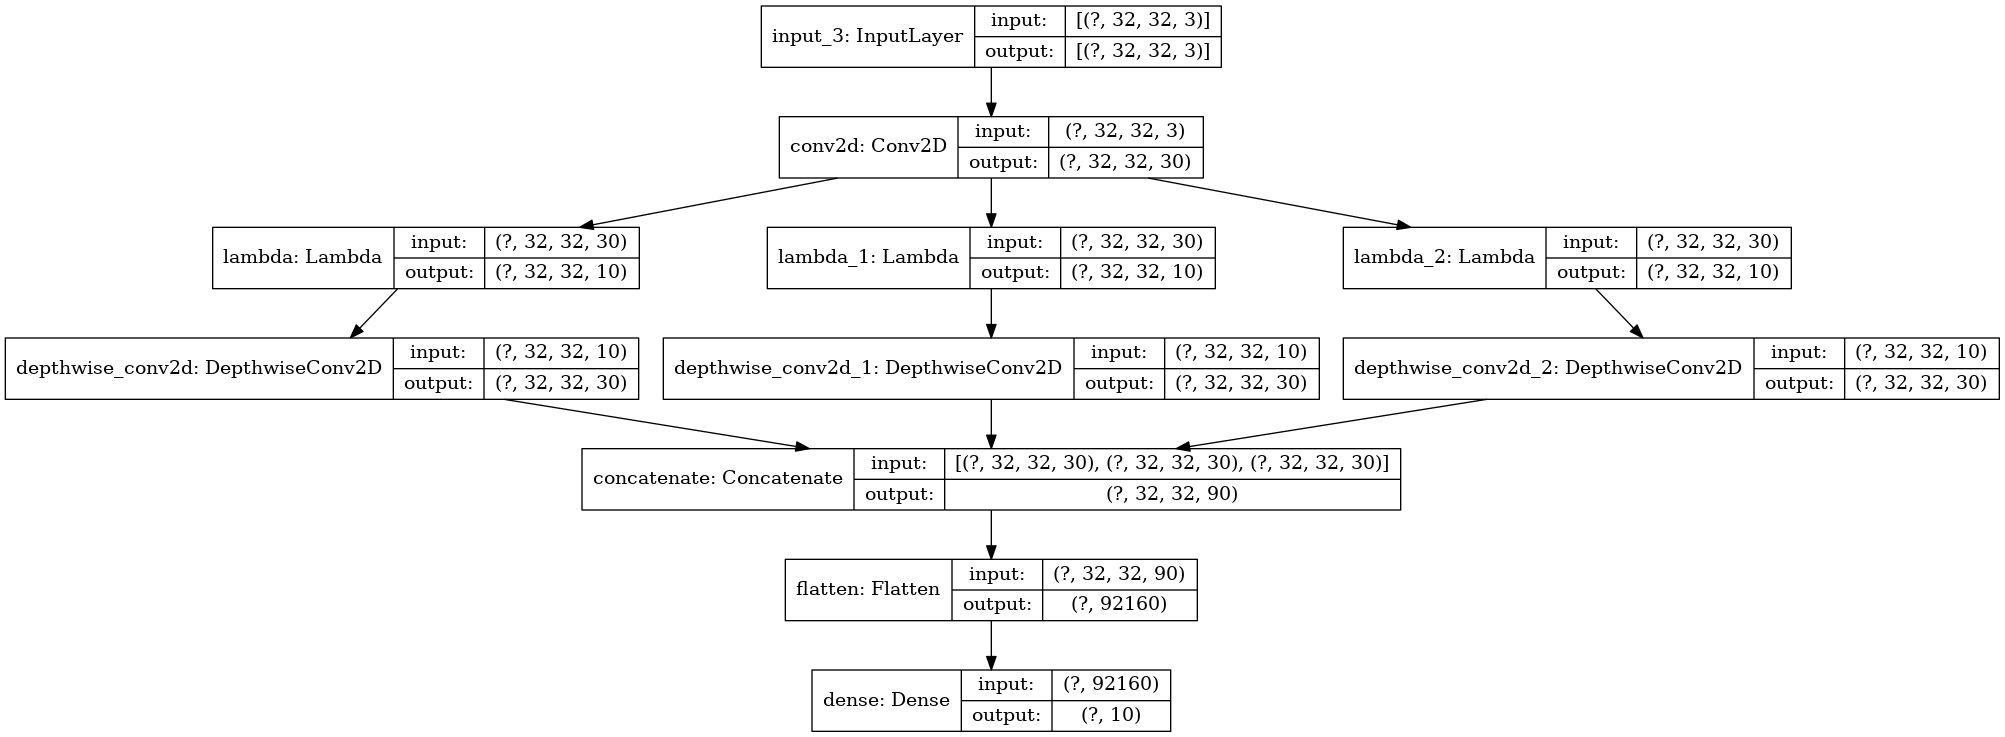 input_3: InputLayer
input: [(?, 32, 32, 3)]
output: [(?, 32, 32, 3)]
conv2d: Conv2D
input: (?, 32, 32, 3)
output: (?, 32, 32, 30)
lambda: Lambda
input: (?, 32, 32, 30)
output: (?, 32, 32, 10)
lambda_1: Lambda
input: (?, 32, 32, 30)
output: (?, 32, 32, 10)
lambda_2: Lambda
input: (?, 32, 32, 30)
output: (?, 32, 32, 10)
depthwise_conv2d: DepthwiseConv2D
input: (?, 32, 32, 10)
output: (?, 32, 32, 30)
depthwise_conv2d_1: DepthwiseConv2D
input: (?, 32, 32, 10)
output: (?, 32, 32, 30)
depthwise_conv2d_2: DepthwiseConv2D
input: (?, 32, 32, 10)
output: (?, 32, 32, 30)
concatenate: Concatenate
input: [(?, 32, 32, 30), (?, 32, 32, 30), (?, 32, 32, 30)]
output: (?, 32, 32, 90)
flatten: Flatten
input: (?, 32, 32, 90)
output: (?, 92160)
dense: Dense
input: (?, 92160)
output: (?, 10)